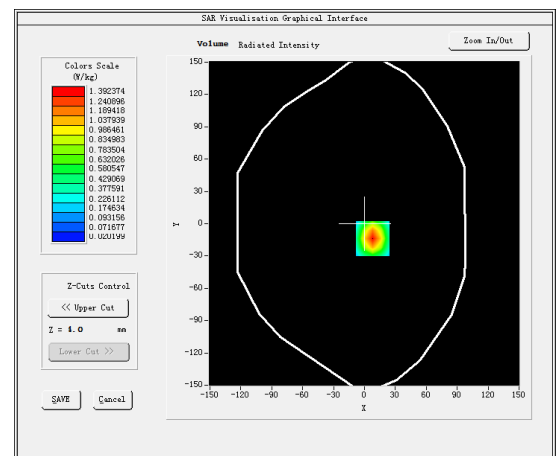 SAR Visualisation Graphical Interface
Volume Radiated Intensity
Zoom In/Out
Colors Scale
(W/kg)
1.392374
1.240896
1.189418
1.037939
0.986461
0.834983
0.783504
0.632026
0.580547
0.429069
0.377591
0.226112
0.174634
0.093156
0.071677
0.020199
Z-Cuts Control
<< Upper Cut
Z = 4.0 mm
Lower Cut >>
SAVE Cancel
150
120
90
60
30
0
-30
-60
-90
-120
-150
Y
-150 -120 -90 -60 -30 0 30 60 90 120 150
X